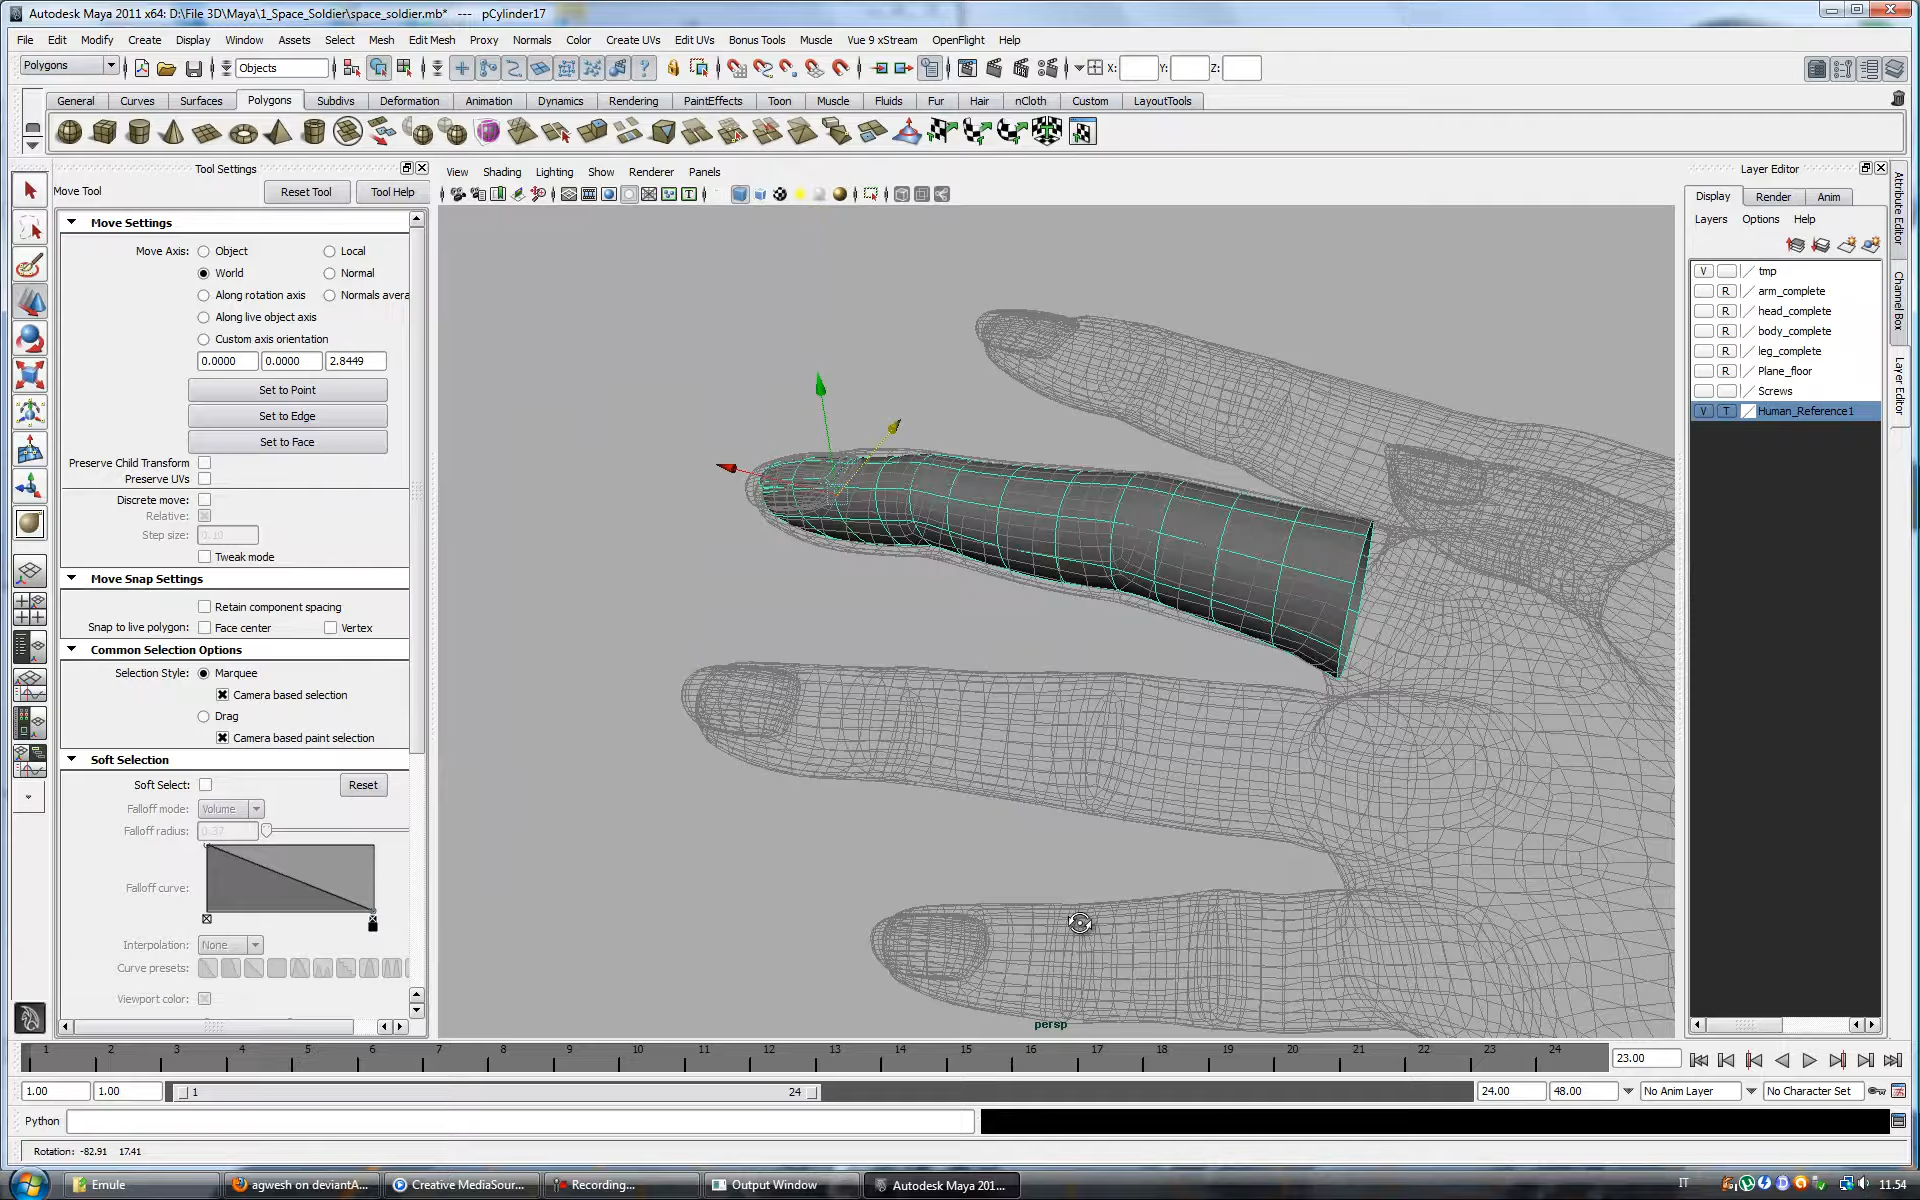 Autodesk Maya 2011 x64: D:\File 3D\Maya\1_Space_Soldier\space_soldier.mb* --- pCylinder17
File Edit Modify Create Display Window Assets Select Mesh Edit Mesh Proxy Normals Color Create UVs Edit UVs Bonus Tools Muscle Vue 9 xStream OpenFlight Help
Polygons Objects X: Y: Z:
General Curves Surfaces Polygons Subdivs Deformation Animation Dynamics Rendering PaintEffects Toon Muscle Fluids Fur Hair nCloth Custom LayoutTools
Tool Settings
Move Tool Reset Tool Tool Help
Move Settings
Move Axis: Object Local
World Normal
Along rotation axis Normals avera
Along live object axis
Custom axis orientation
0.0000 0.0000 2.8449
Set to Point
Set to Edge
Set to Face
Preserve Child Transform
Preserve UVs
Discrete move:
Relative:
Step size: 0.10
Tweak mode
Move Snap Settings
Retain component spacing
Snap to live polygon: Face center Vertex
Common Selection Options
Selection Style: Marquee
Camera based selection
Drag
Camera based paint selection
Soft Selection
Soft Select: Reset
Falloff mode: Volume
Falloff radius: 0.37
Falloff curve:
Interpolation: None
Curve presets:
Viewport color:
View Shading Lighting Show Renderer Panels
persp
Layer Editor
Display Render Anim
Layers Options Help
V tmp
R arm_complete
R head_complete
R body_complete
R leg_complete
R Plane_floor
Screws
V T Human_Reference1
Attribute Editor
Channel Box
Layer Editor
1 2 3 4 5 6 7 8 9 10 11 12 13 14 15 16 17 18 19 20 21 22 23 24 23.00
1.00 1.00 1 24 24.00 48.00 No Anim Layer No Character Set
Python
Rotation: -82.91 17.41
Emule agwesh on deviantA... Creative MediaSour... Recording... Output Window Autodesk Maya 201... IT 11.54